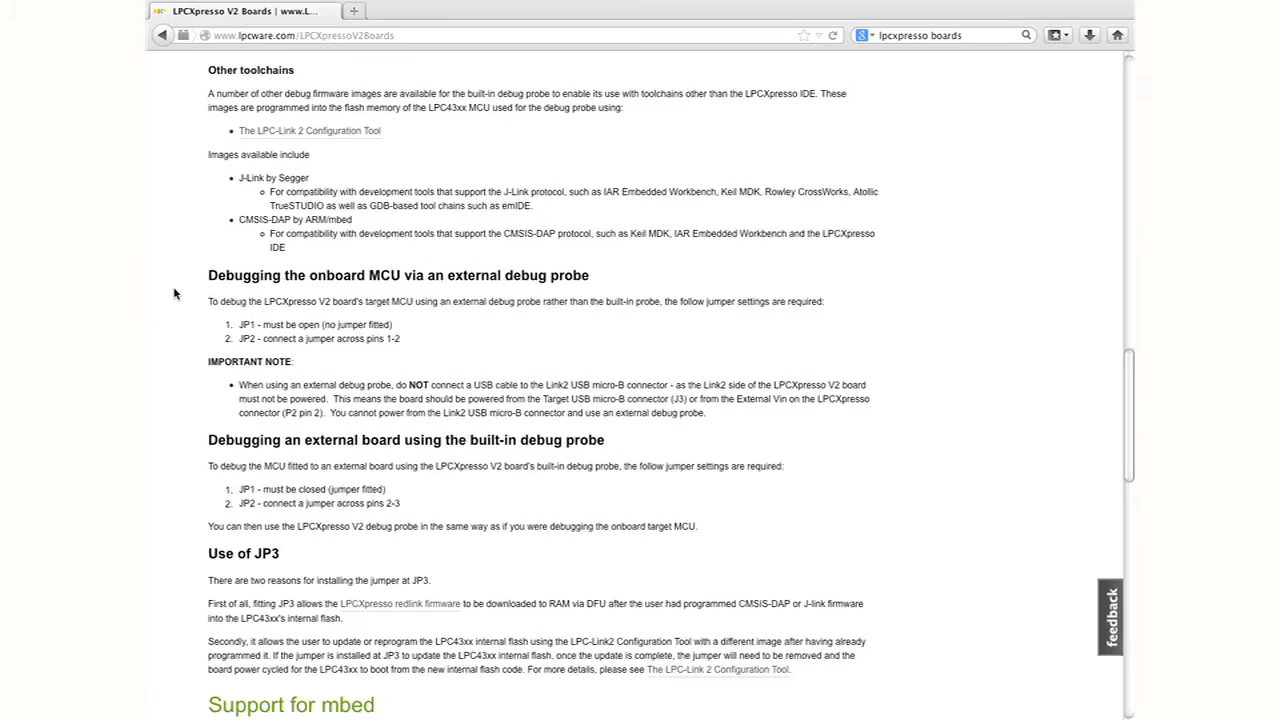 LPCXpresso V2 Boards | www.L...
www.lpcware.com/LPCXpressoV2Boards
lpcxpresso boards
Other toolchains
A number of other debug firmware images are available for the built-in debug probe to enable its use with toolchains other than the LPCXpresso IDE. These
images are programmed into the flash memory of the LPC43xx MCU used for the debug probe using:
• The LPC-Link 2 Configuration Tool
Images available include
• J-Link by Segger
○ For compatibility with development tools that support the J-Link protocol, such as IAR Embedded Workbench, Keil MDK, Rowley CrossWorks, Atollic
TrueSTUDIO as well as GDB-based tool chains such as emIDE.
• CMSIS-DAP by ARM/mbed
○ For compatibility with development tools that support the CMSIS-DAP protocol, such as Keil MDK, IAR Embedded Workbench and the LPCXpresso
IDE
Debugging the onboard MCU via an external debug probe
To debug the LPCXpresso V2 board's target MCU using an external debug probe rather than the built-in probe, the follow jumper settings are required:
1. JP1 - must be open (no jumper fitted)
2. JP2 - connect a jumper across pins 1-2
IMPORTANT NOTE:
• When using an external debug probe, do NOT connect a USB cable to the Link2 USB micro-B connector - as the Link2 side of the LPCXpresso V2 board
must not be powered. This means the board should be powered from the Target USB micro-B connector (J3) or from the External Vin on the LPCXpresso
connector (P2 pin 2). You cannot power from the Link2 USB micro-B connector and use an external debug probe.
Debugging an external board using the built-in debug probe
To debug the MCU fitted to an external board using the LPCXpresso V2 board's built-in debug probe, the follow jumper settings are required:
1. JP1 - must be closed (jumper fitted)
2. JP2 - connect a jumper across pins 2-3
You can then use the LPCXpresso V2 debug probe in the same way as if you were debugging the onboard target MCU.
Use of JP3
There are two reasons for installing the jumper at JP3.
First of all, fitting JP3 allows the LPCXpresso redlink firmware to be downloaded to RAM via DFU after the user had programmed CMSIS-DAP or J-link firmware
into the LPC43xx's internal flash.
Secondly, it allows the user to update or reprogram the LPC43xx internal flash using the LPC-Link2 Configuration Tool with a different image after having already
programmed it. If the jumper is installed at JP3 to update the LPC43xx internal flash, once the update is complete, the jumper will need to be removed and the
board power cycled for the LPC43xx to boot from the new internal flash code. For more details, please see The LPC-Link 2 Configuration Tool.
feedback
Support for mbed